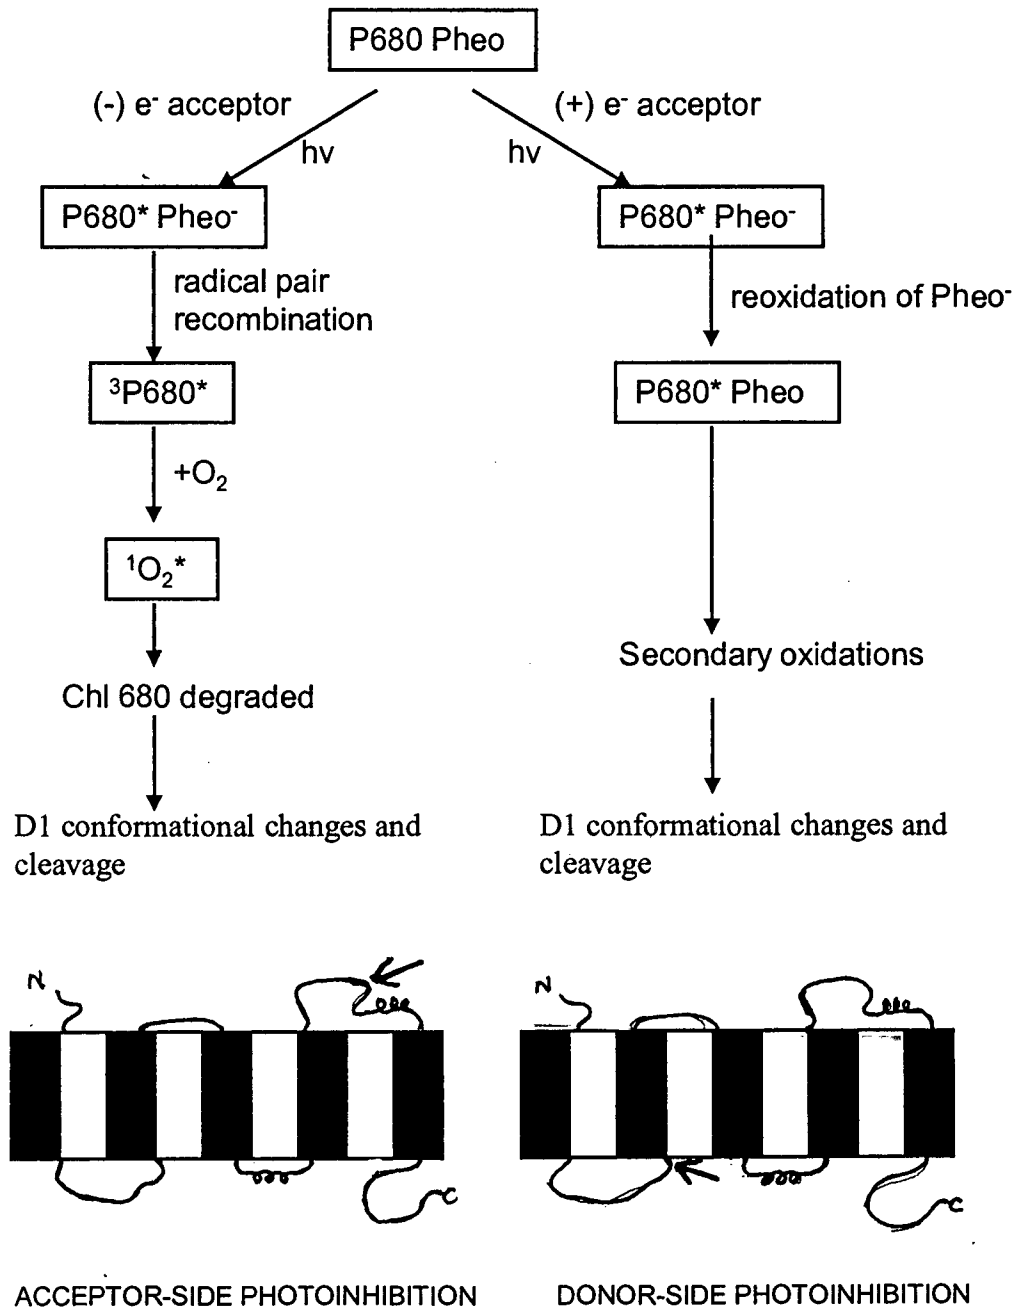 P680 Pheo
(-) e⁻ acceptor
(+) e⁻ acceptor
hv
hv
P680* Pheo⁻
P680* Pheo⁻
radical pair
recombination
reoxidation of Pheo⁻
³P680*
P680* Pheo
+O₂
¹O₂*
Secondary oxidations
Chl 680 degraded
D1 conformational changes and
cleavage
D1 conformational changes and
cleavage
N
N
C
C
ACCEPTOR-SIDE PHOTOINHIBITION
DONOR-SIDE PHOTOINHIBITION